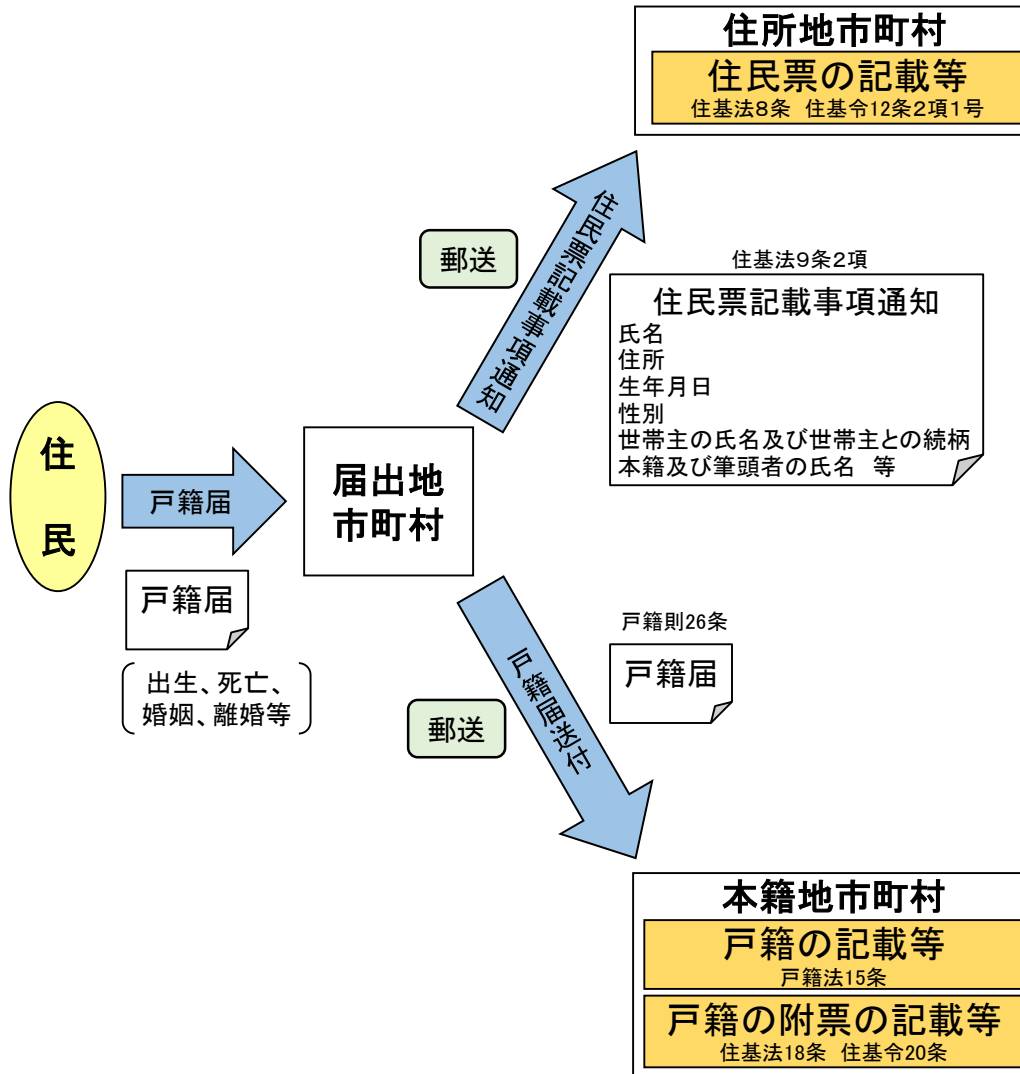 住所地市町村
住民票の記載等
住基法8条 住基令12条2項1号
郵送
住民票記載事項通知
住基法9条2項
住民票記載事項通知
氏名
住所
生年月日
性別
世帯主の氏名及び世帯主との続柄
本籍及び筆頭者の氏名 等
住
民
戸籍届
届出地
市町村
戸籍届
出生、死亡、
婚姻、離婚等
郵送
戸籍届送付
戸籍則26条
戸籍届
本籍地市町村
戸籍の記載等
戸籍法15条
戸籍の附票の記載等
住基法18条 住基令20条